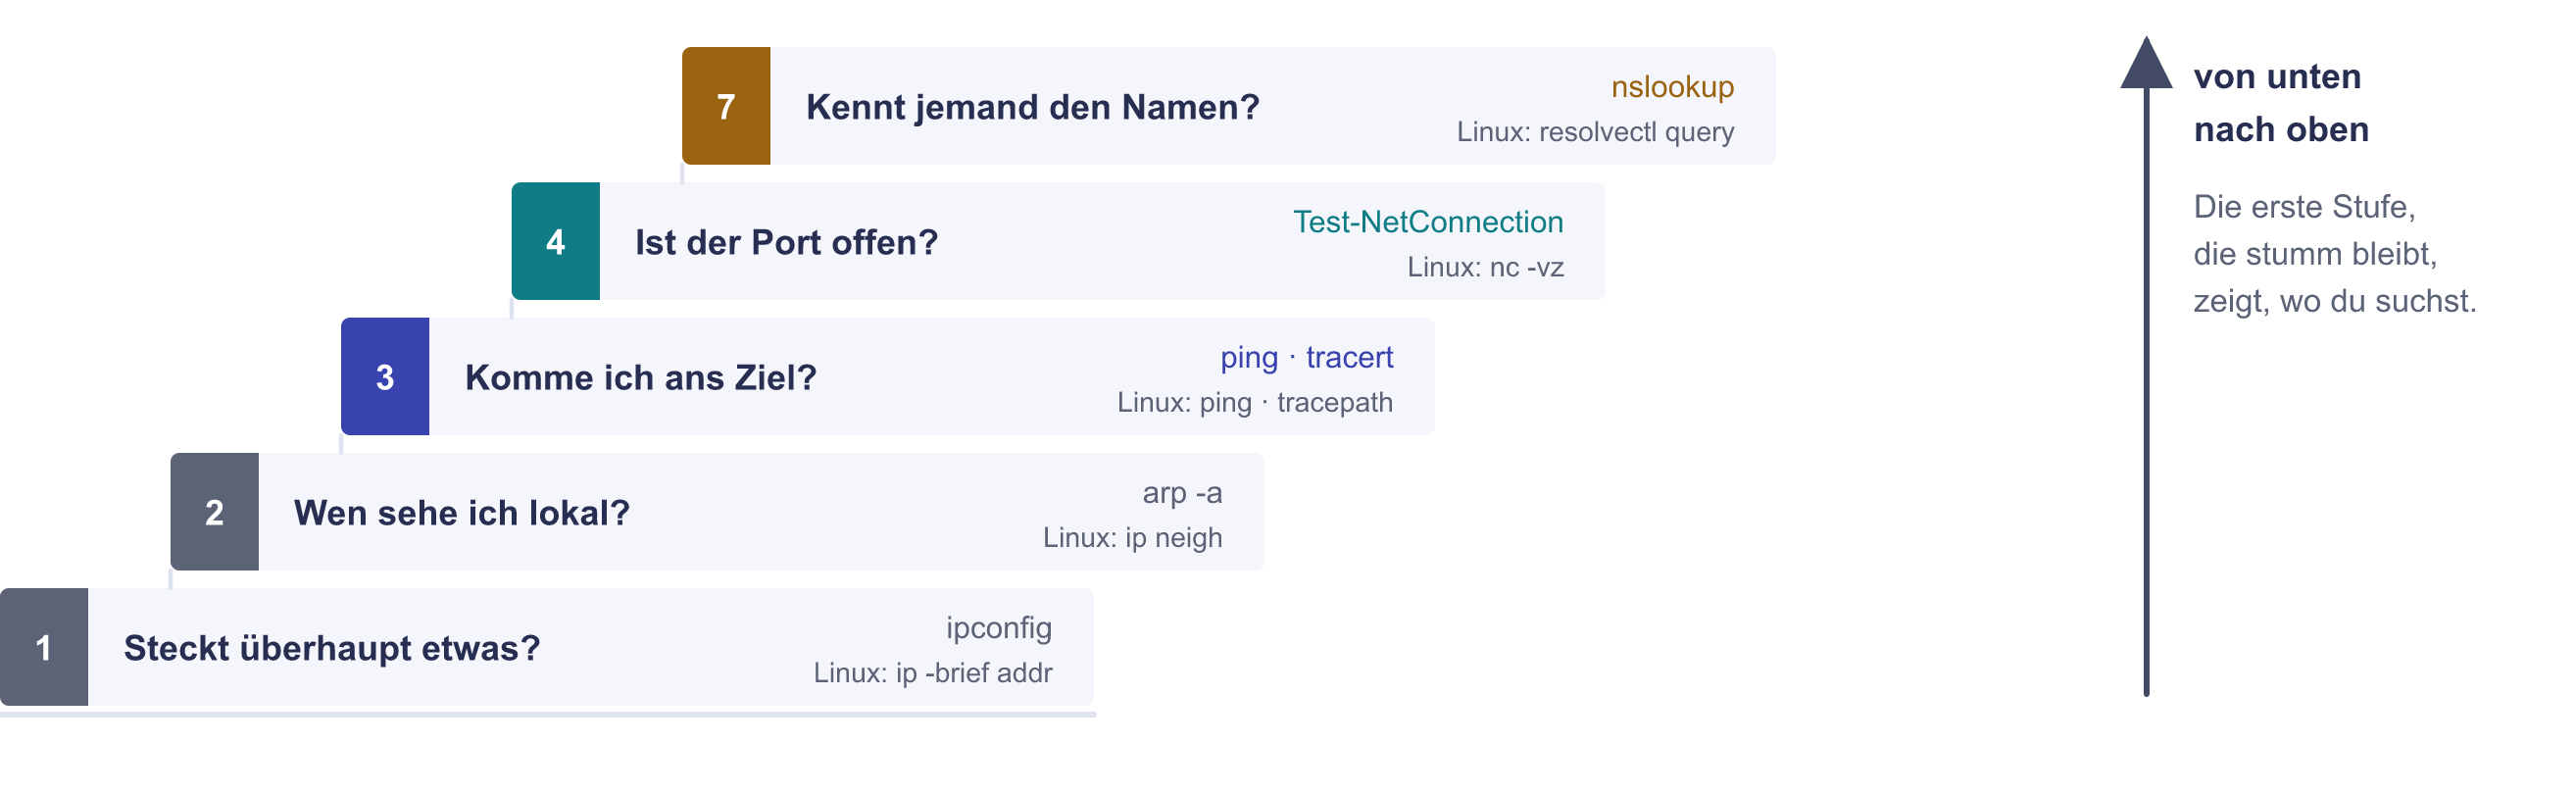 7
Kennt jemand den Namen?
nslookup
Linux: resolvectl query
4
Ist der Port offen?
Test-NetConnection
Linux: nc -vz
3
Komme ich ans Ziel?
ping · tracert
Linux: ping · tracepath
2
Wen sehe ich lokal?
arp -a
Linux: ip neigh
1
Steckt überhaupt etwas?
ipconfig
Linux: ip -brief addr
von unten
nach oben
Die erste Stufe,
die stumm bleibt,
zeigt, wo du suchst.